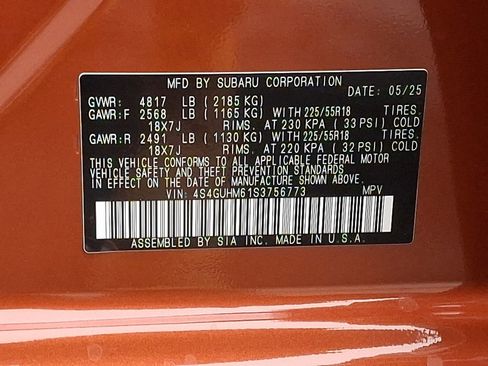 MFD BY SUBARU CORPORATION DATE: 05/25
GVWR: 4817 LB ( 2185 KG)
GAWR:F 2568 LB ( 1165 KG) WITH 225/55R18 TIRES.
18X7J RIMS. AT 230 KPA ( 33 PSI) COLD
GAWR:R 2491 LB ( 1130 KG) WITH 225/55R18 TIRES.
18X7J RIMS. AT 220 KPA ( 32 PSI) COLD
THIS VEHICLE CONFORMS TO ALL APPLICABLE FEDERAL MOTOR
VEHICLE SAFETY AND THEFT PREVENTION STANDARDS IN
EFFECT ON THE DATE OF MANUFACTURE SHOWN ABOVE.
VIN: 4S4GUHM61S3756773 MPV
ASSEMBLED BY SIA INC. MADE IN U.S.A.